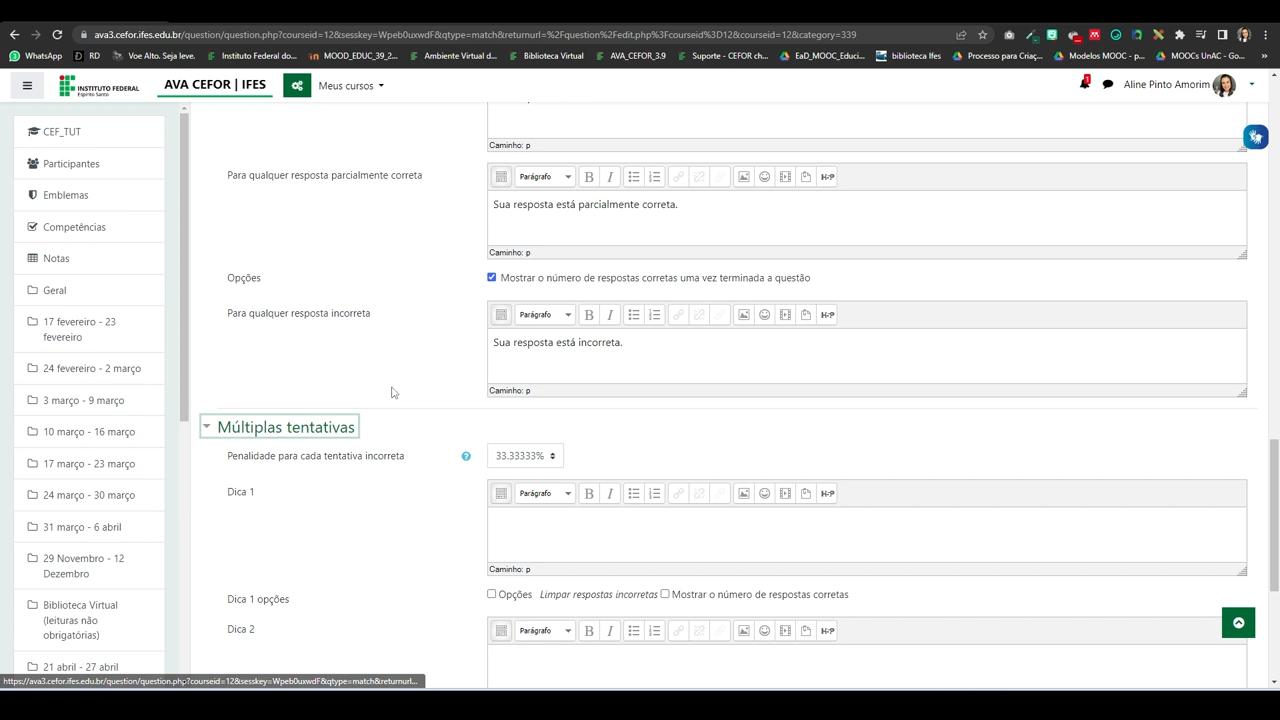 ava3.cefor.ifes.edu.br/question/question.php?courseid=12&sesskey=Wpeb0uxwdF&qtype=match&returnurl=%2Fquestion%2Fedit.php%3Fcourseid%3D12&courseid=12&category=339
WhatsApp RD Voe Alto. Seja leve. Instituto Federal do... MOOD_EDUC_39_2... Ambiente Virtual d... Biblioteca Virtual AVA_CEFOR_3.9 Suporte - CEFOR ch... EaD_MOOC_Educi... biblioteca Ifes Processo para Criaç... Modelos MOOC - p... MOOCs UnAC - Go... »
INSTITUTO FEDERAL
Espírito Santo
AVA CEFOR | IFES
Meus cursos
1
Aline Pinto Amorim
CEF_TUT
Participantes
Emblemas
Competências
Notas
Geral
17 fevereiro - 23
fevereiro
24 fevereiro - 2 março
3 março - 9 março
10 março - 16 março
17 março - 23 março
24 março - 30 março
31 março - 6 abril
29 Novembro - 12
Dezembro
Biblioteca Virtual
(leituras não
obrigatórias)
21 abril - 27 abril
Caminho: p
Para qualquer resposta parcialmente correta
Parágrafo B I H-P
Sua resposta está parcialmente correta.
Caminho: p
Opções
Mostrar o número de respostas corretas uma vez terminada a questão
Para qualquer resposta incorreta
Parágrafo B I H-P
Sua resposta está incorreta.
Caminho: p
Múltiplas tentativas
Penalidade para cada tentativa incorreta
? 33.33333%
Dica 1
Parágrafo B I H-P
Caminho: p
Dica 1 opções
Opções Limpar respostas incorretas Mostrar o número de respostas corretas
Dica 2
Parágrafo B I H-P
https://ava3.cefor.ifes.edu.br/question/question.php?courseid=12&sesskey=Wpeb0uxwdF&qtype=match&returnurl...